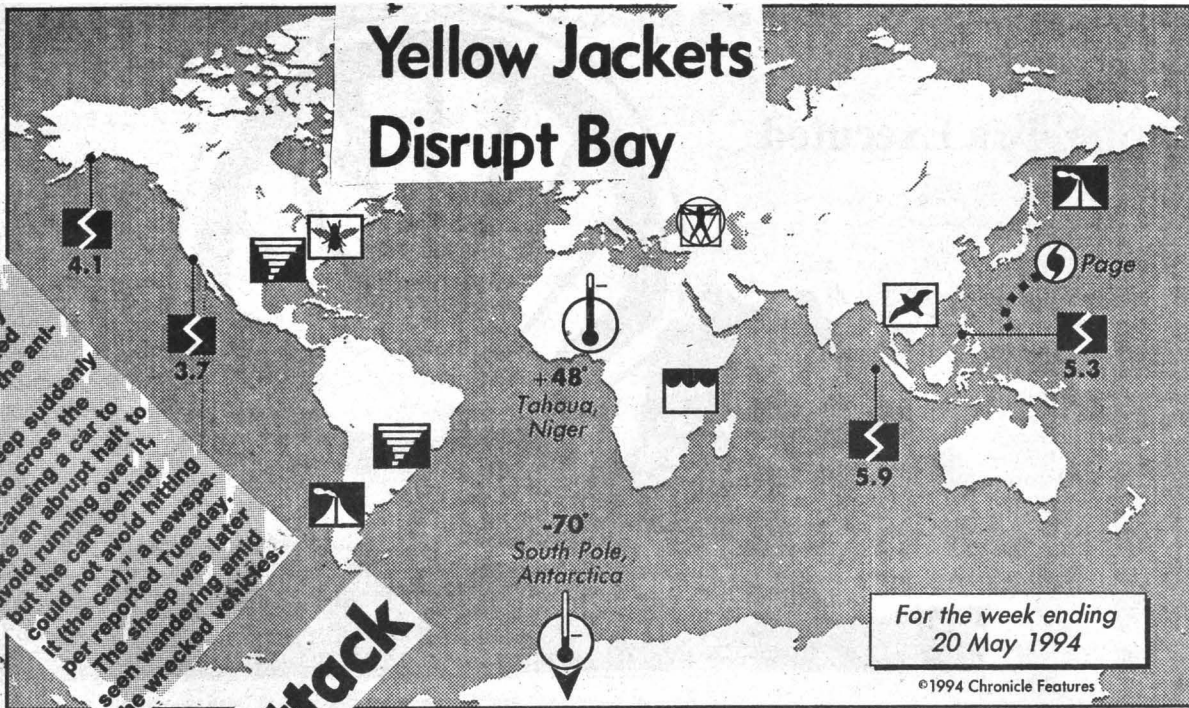 Yellow Jackets
Disrupt Bay
4.1
3.7
+48°
Tahoua,
Niger
-70°
South Pole,
Antarctica
Page
5.3
5.9
For the week ending
20 May 1994
©1994 Chronicle Features
the ani-
suddenly
to cross the
causing a car to
an abrupt halt to
avoid running over it,
but the cars behind
could not avoid hitting
it (the car)," a newspa-
per reported Tuesday.
The sheep was later
seen wandering amid
the wrecked vehicles.